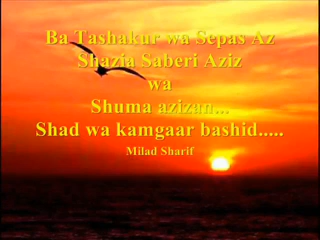 Ba Tashakur wa Sepas Az
Shazia Saberi Aziz
wa
Shuma azizan...
Shad wa kamgaar bashid.....
Milad Sharif